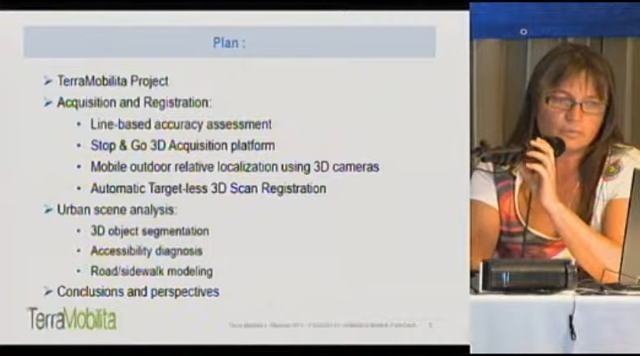 Plan :
➤ TerraMobilita Project
➤ Acquisition and Registration:
• Line-based accuracy assessment
• Stop & Go 3D Acquisition platform
• Mobile outdoor relative localization using 3D cameras
• Automatic Target-less 3D Scan Registration
➤ Urban scene analysis:
• 3D object segmentation
• Accessibility diagnosis
• Road/sidewalk modeling
➤ Conclusions and perspectives
TerraMobilita